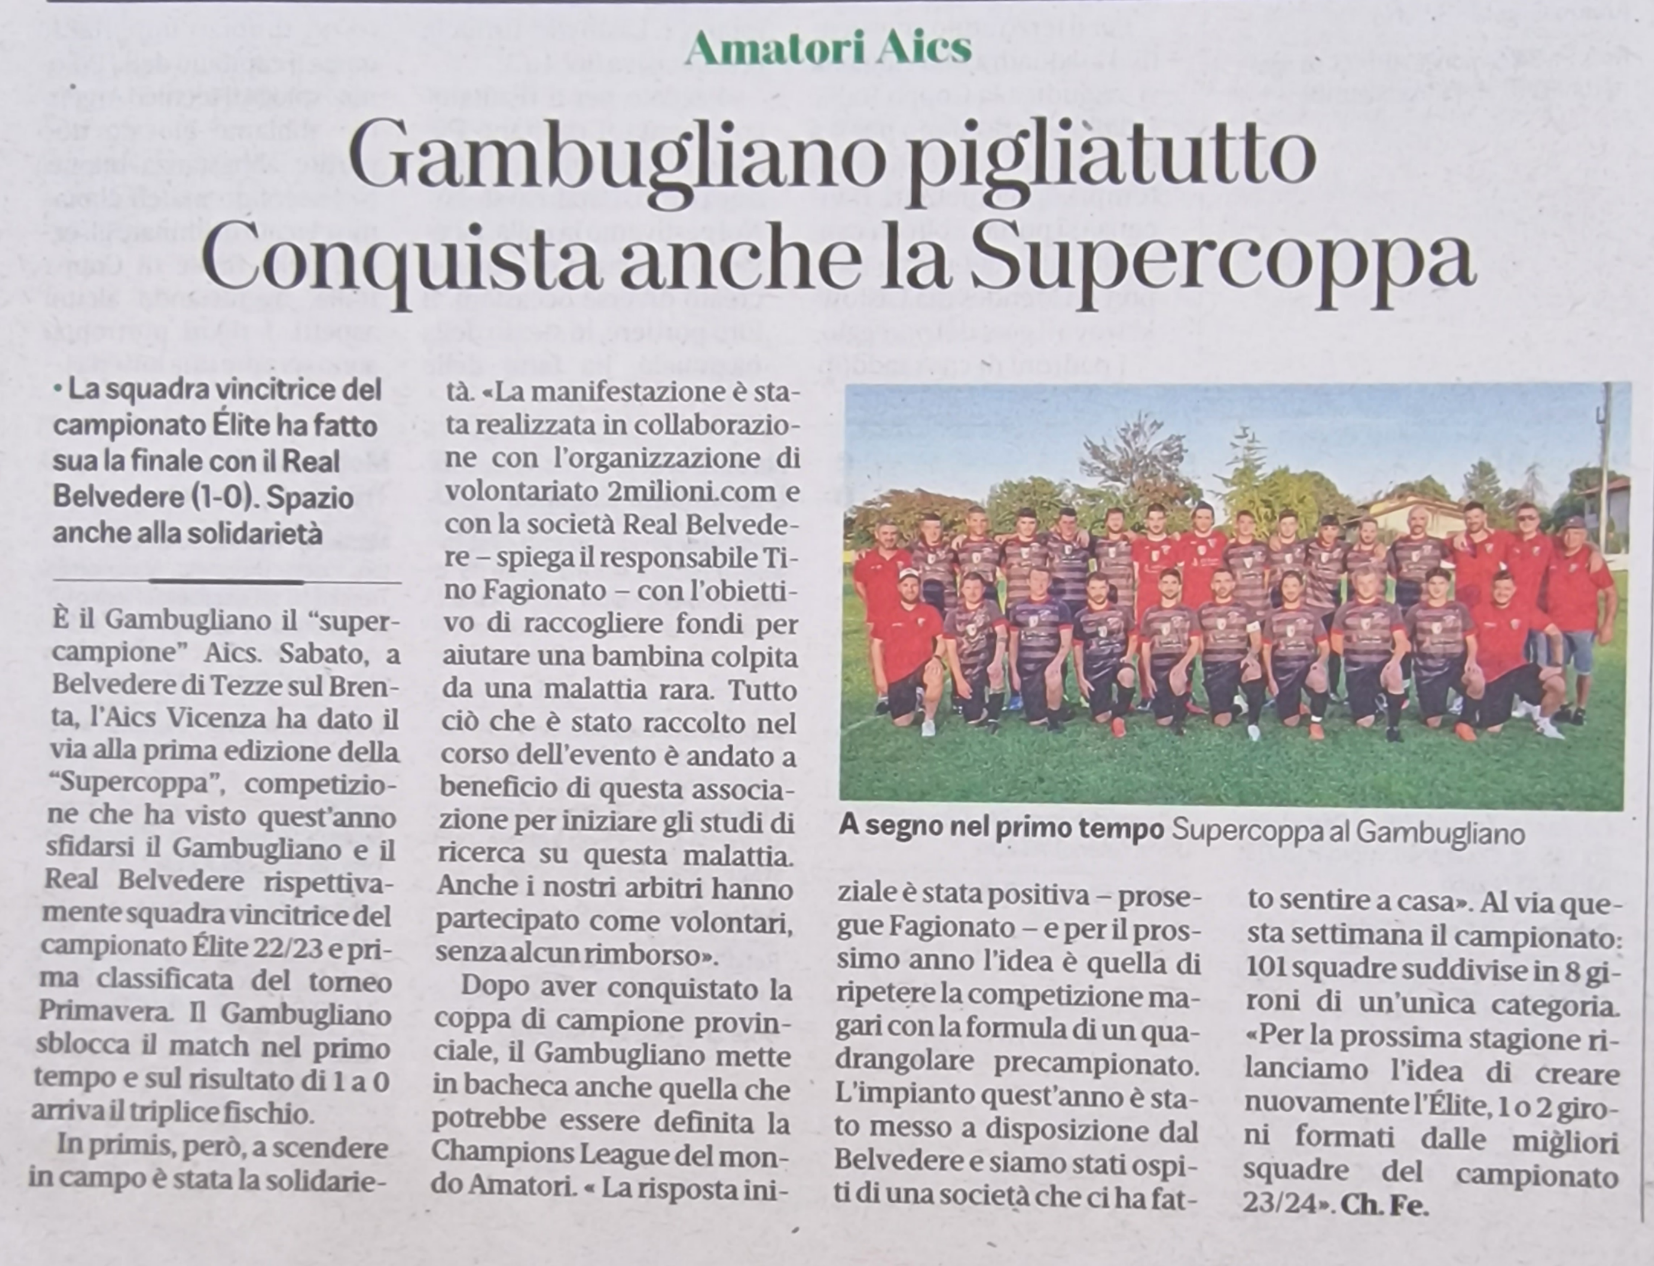 Amatori Aics
Gambugliano pigliatutto
Conquista anche la Supercoppa
• La squadra vincitrice del
campionato Élite ha fatto
sua la finale con il Real
Belvedere (1-0). Spazio
anche alla solidarietà
È il Gambugliano il “super-
campione” Aics. Sabato, a
Belvedere di Tezze sul Bren-
ta, l'Aics Vicenza ha dato il
via alla prima edizione della
“Supercoppa”, competizio-
ne che ha visto quest'anno
sfidarsi il Gambugliano e il
Real Belvedere rispettiva-
mente squadra vincitrice del
campionato Élite 22/23 e pri-
ma classificata del torneo
Primavera. Il Gambugliano
sblocca il match nel primo
tempo e sul risultato di 1 a 0
arriva il triplice fischio.
In primis, però, a scendere
in campo è stata la solidarie-
tà. «La manifestazione è sta-
ta realizzata in collaborazio-
ne con l'organizzazione di
volontariato 2milioni.com e
con la società Real Belvede-
re – spiega il responsabile Ti-
no Fagionato – con l'obietti-
vo di raccogliere fondi per
aiutare una bambina colpita
da una malattia rara. Tutto
ciò che è stato raccolto nel
corso dell'evento è andato a
beneficio di questa associa-
zione per iniziare gli studi di
ricerca su questa malattia.
Anche i nostri arbitri hanno
partecipato come volontari,
senza alcun rimborso».
Dopo aver conquistato la
coppa di campione provin-
ciale, il Gambugliano mette
in bacheca anche quella che
potrebbe essere definita la
Champions League del mon-
do Amatori. « La risposta ini-
A segno nel primo tempo Supercoppa al Gambugliano
ziale è stata positiva – prose-
gue Fagionato – e per il pros-
simo anno l'idea è quella di
ripetere la competizione ma-
gari con la formula di un qua-
drangolare precampionato.
L'impianto quest'anno è sta-
to messo a disposizione dal
Belvedere e siamo stati ospi-
ti di una società che ci ha fat-
to sentire a casa». Al via que-
sta settimana il campionato:
101 squadre suddivise in 8 gi-
roni di un'unica categoria.
«Per la prossima stagione ri-
lanciamo l'idea di creare
nuovamente l'Élite, 1 o 2 giro-
ni formati dalle migliori
squadre del campionato
23/24». Ch. Fe.